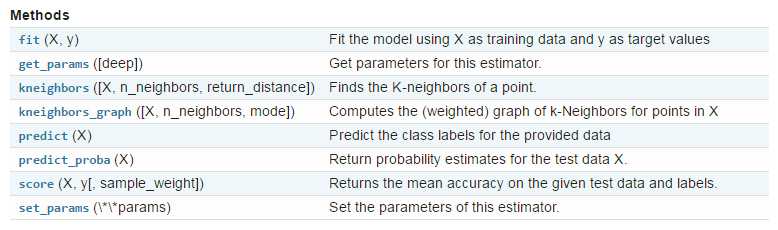 Methods
fit (X, y) Fit the model using X as training data and y as target values
get_params ([deep]) Get parameters for this estimator.
kneighbors ([X, n_neighbors, return_distance]) Finds the K-neighbors of a point.
kneighbors_graph ([X, n_neighbors, mode]) Computes the (weighted) graph of k-Neighbors for points in X
predict (X) Predict the class labels for the provided data
predict_proba (X) Return probability estimates for the test data X.
score (X, y[, sample_weight]) Returns the mean accuracy on the given test data and labels.
set_params (\*\*params) Set the parameters of this estimator.